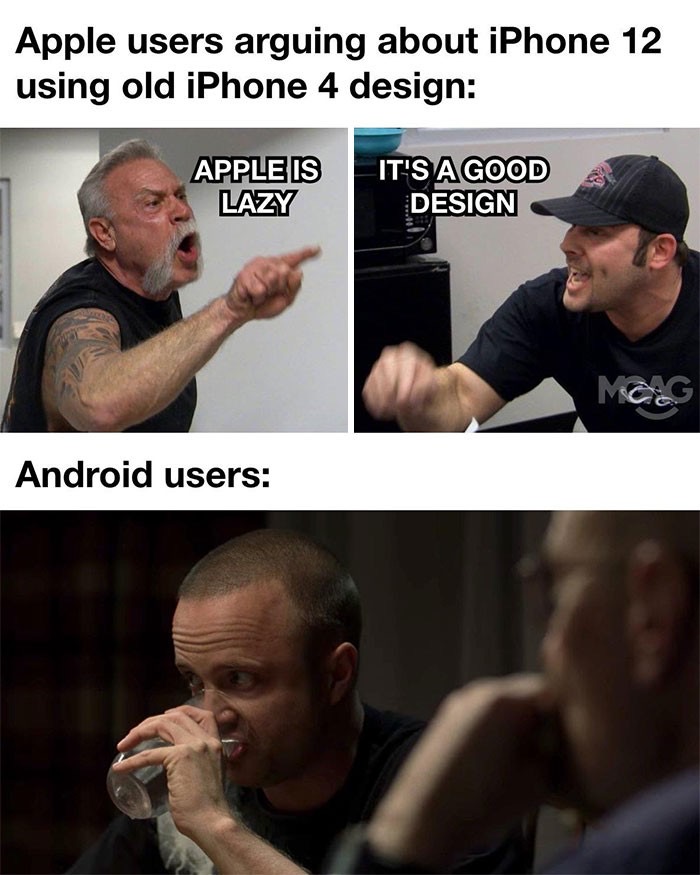 Apple users arguing about iPhone 12
using old iPhone 4 design:
APPLE IS
LAZY
IT'S A GOOD
DESIGN
MGAG
Android users: